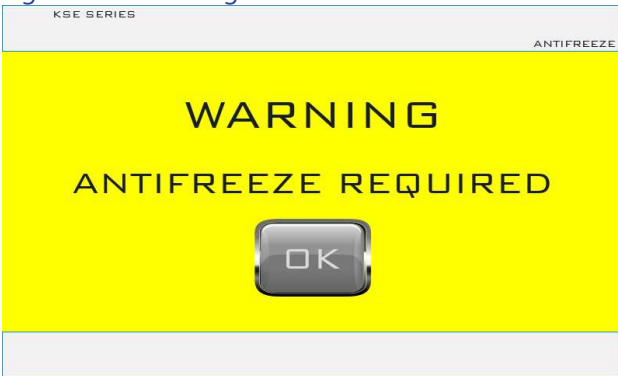 KSE SERIES
ANTIFREEZE
WARNING
ANTIFREEZE REQUIRED
OK